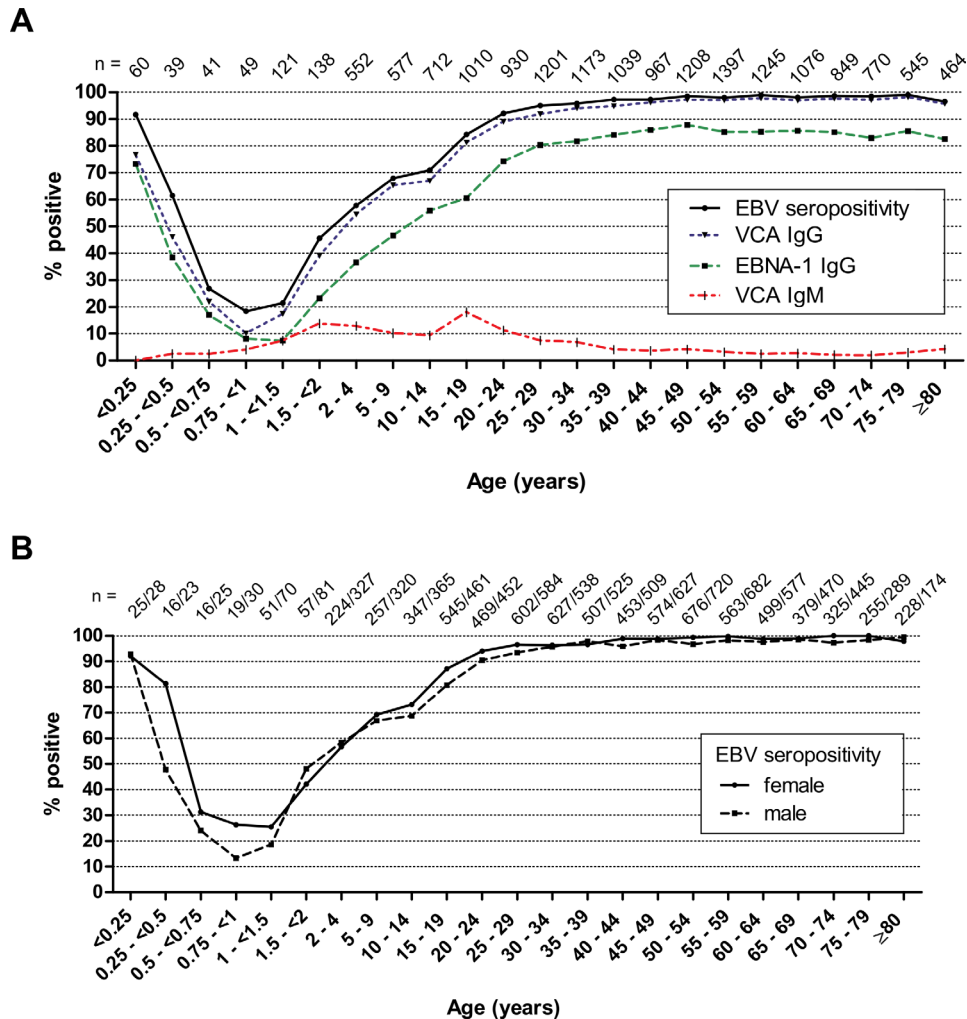 A
n = 60 39 41 49 121 138 552 577 712 1010 930 1201 1173 1039 967 1208 1397 1245 1076 849 770 545 464
100
90
80
70
60
50
40
30
20
10
0
% positive
EBV seropositivity
VCA IgG
EBNA-1 IgG
VCA IgM
<0.25 0.25 - <0.5 0.5 - <0.75 0.75 - <1 1 - <1.5 1.5 - <2 2 - 4 5 - 9 10 - 14 15 - 19 20 - 24 25 - 29 30 - 34 35 - 39 40 - 44 45 - 49 50 - 54 55 - 59 60 - 64 65 - 69 70 - 74 75 - 79 ≥80
Age (years)
B
n = 25/28 16/23 16/25 19/30 51/70 57/81 224/327 257/320 347/365 545/461 469/452 602/584 627/538 507/525 453/509 574/627 676/720 563/682 499/577 379/470 325/445 255/289 228/174
100
90
80
70
60
50
40
30
20
10
0
% positive
EBV seropositivity
female
male
<0.25 0.25 - <0.5 0.5 - <0.75 0.75 - <1 1 - <1.5 1.5 - <2 2 - 4 5 - 9 10 - 14 15 - 19 20 - 24 25 - 29 30 - 34 35 - 39 40 - 44 45 - 49 50 - 54 55 - 59 60 - 64 65 - 69 70 - 74 75 - 79 ≥80
Age (years)